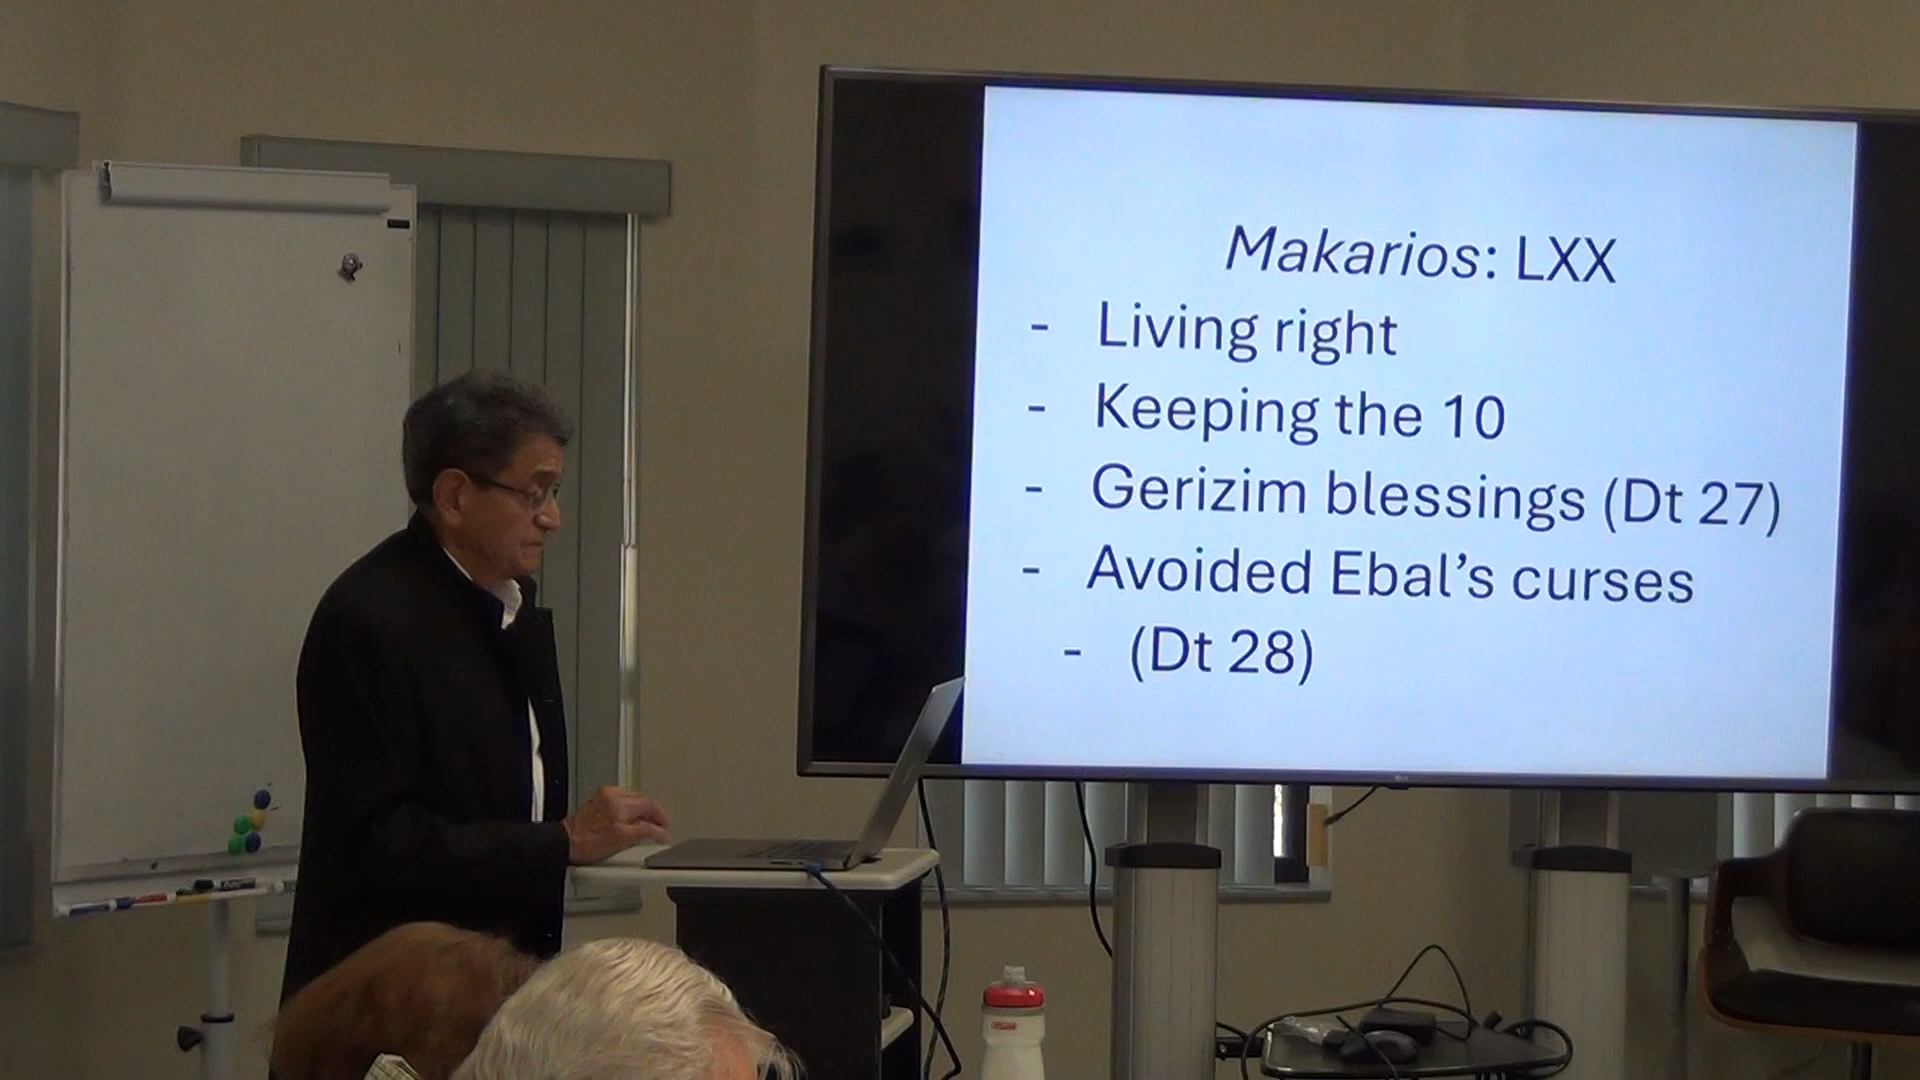 Makarios: LXX
- Living right
- Keeping the 10
- Gerizim blessings (Dt 27)
- Avoided Ebal’s curses
- (Dt 28)